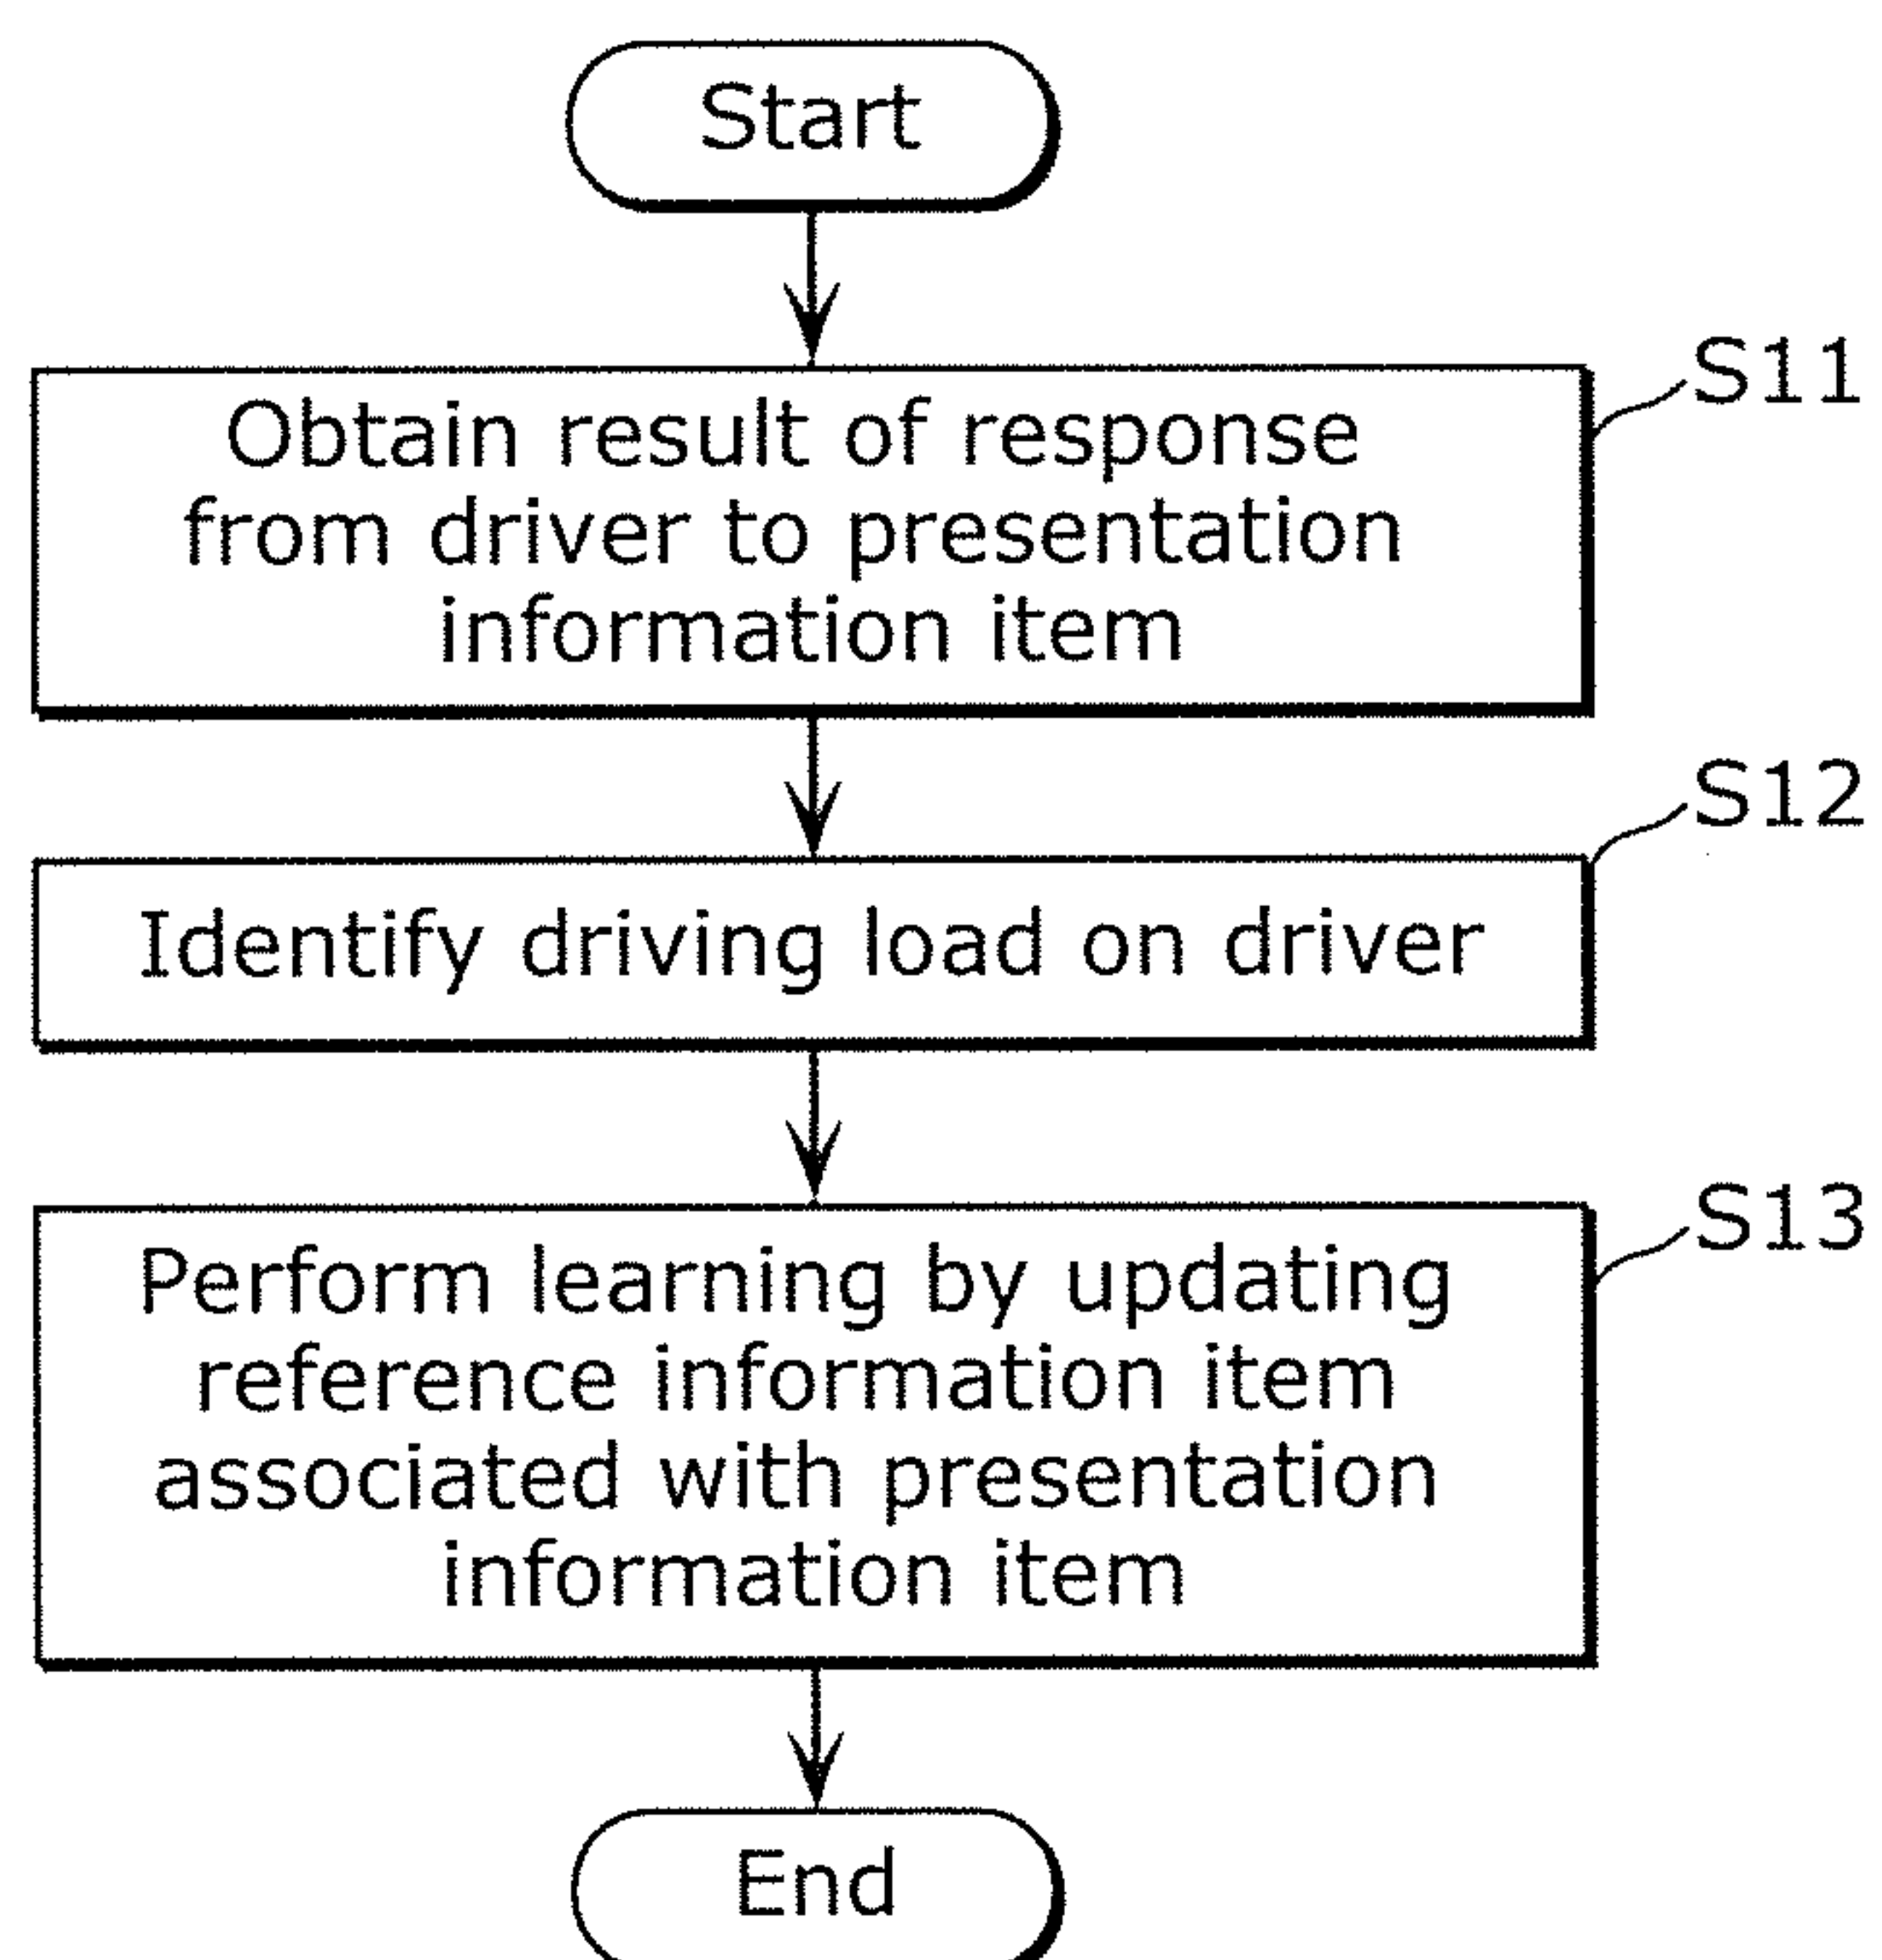 Start
S11
Obtain result of response
from driver to presentation
information item
S12
Identify driving load on driver
S13
Perform learning by updating
reference information item
associated with presentation
information item
End